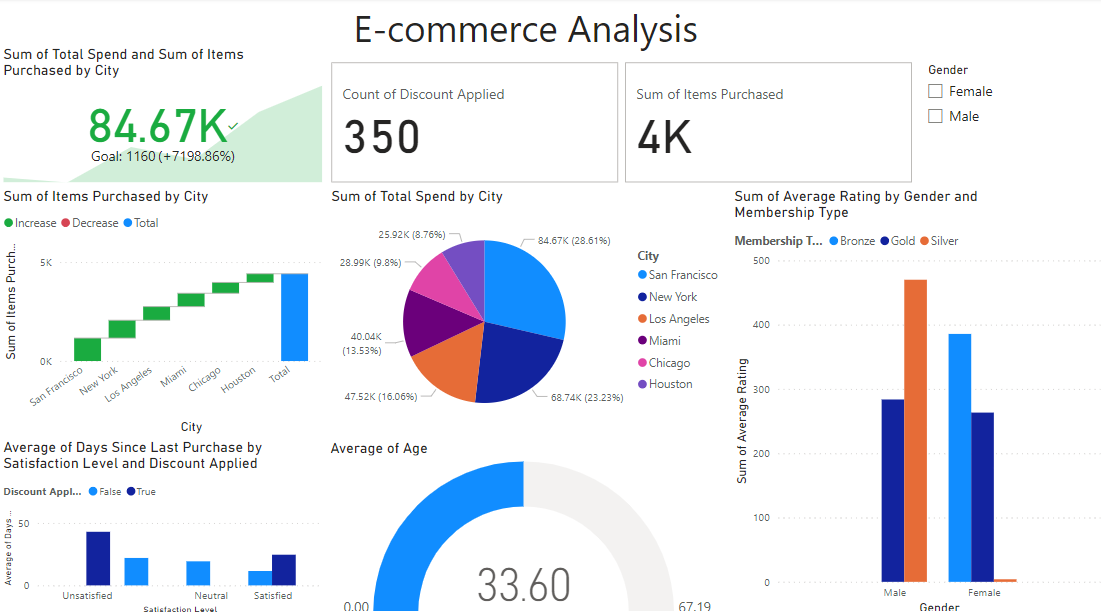 E-commerce Analysis
Sum of Total Spend and Sum of Items
Purchased by City
84.67K
Goal: 1160 (+7198.86%)
Count of Discount Applied
350
Sum of Items Purchased
4K
Gender
Female
Male
Sum of Items Purchased by City
Increase Decrease Total
Sum of Items Purch...
5K
0K
San Francisco
New York
Los Angeles
Miami
Chicago
Houston
Total
City
Sum of Total Spend by City
25.92K (8.76%)
84.67K (28.61%)
28.99K (9.8%)
40.04K
(13.53%)
47.52K (16.06%)
68.74K (23.23%)
City
San Francisco
New York
Los Angeles
Miami
Chicago
Houston
Sum of Average Rating by Gender and
Membership Type
Membership T... Bronze Gold Silver
Sum of Average Rating
500
400
300
200
100
0
Male
Female
Gender
Average of Days Since Last Purchase by
Satisfaction Level and Discount Applied
Discount Appl... False True
Average of Days ...
50
0
Unsatisfied
Neutral
Satisfied
Satisfaction Level
Average of Age
33.60
0.00
67.19